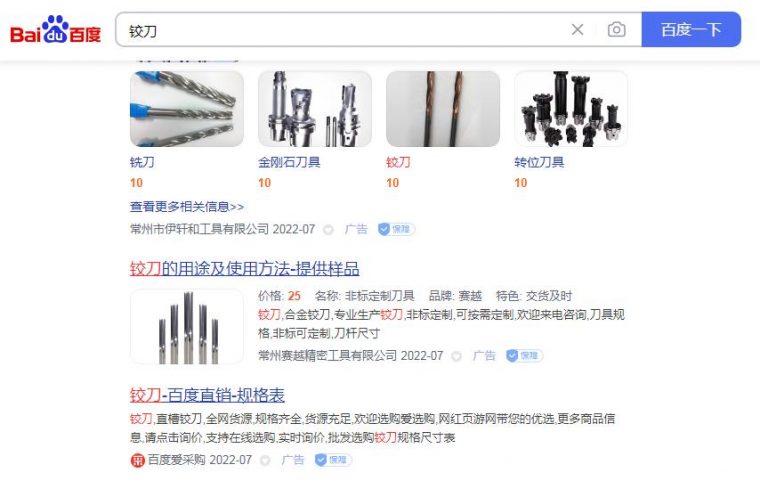 Bai du 百度 铰刀 百度一下
铣刀 金刚石刀具 铰刀 转位刀具
10 10 10 10
查看更多相关信息>>
常州市伊轩和工具有限公司 2022-07 广告 保障
铰刀的用途及使用方法-提供样品
价格: 25 名称: 非标定制刀具 品牌: 赛越 特色: 交货及时
铰刀,合金铰刀,专业生产铰刀,非标定制,可按需定制,欢迎来电咨询,刀具规
格,非标可定制,刀杆尺寸
常州赛越精密工具有限公司 2022-07 广告 保障
铰刀-百度直销-规格表
铰刀,直槽铰刀,全网货源,规格齐全,货源充足,欢迎选购爱选购,网红页游网带您的优选,更多商品信
息,请点击询价,支持在线选购,实时询价,批发选购铰刀规格尺寸表
百度爱采购 2022-07 广告 保障